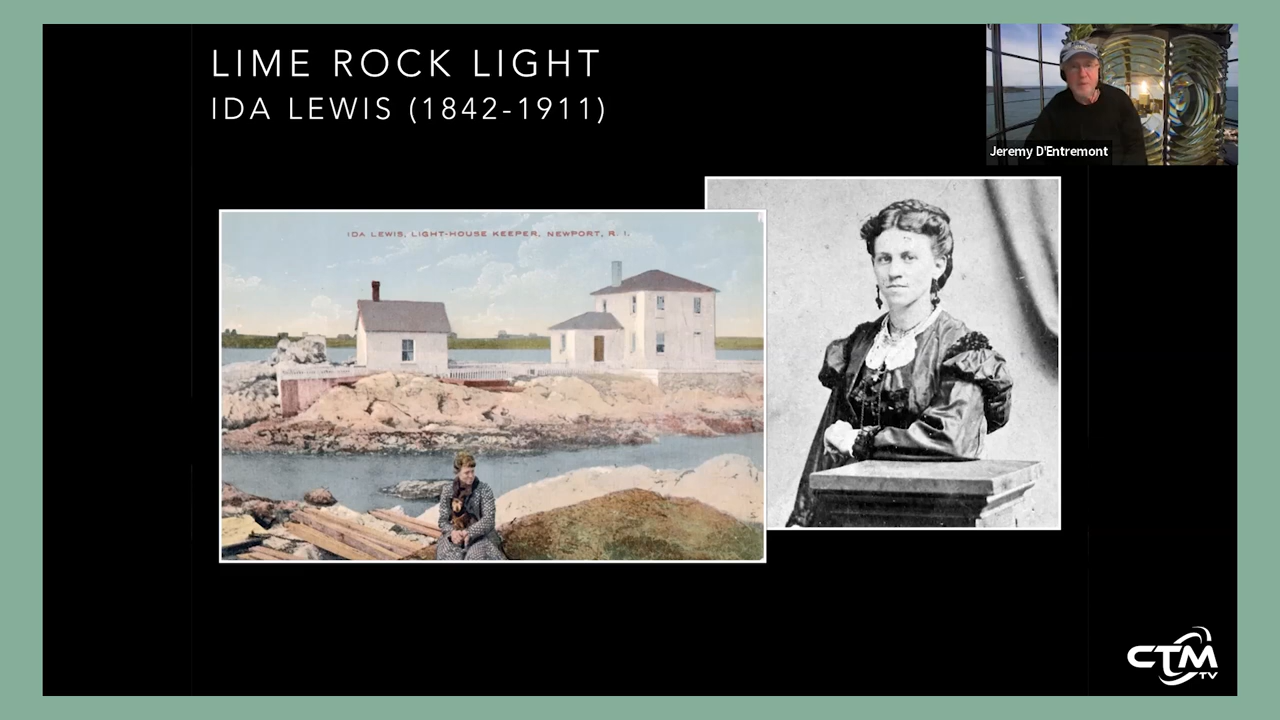 LIME ROCK LIGHT
IDA LEWIS (1842-1911)
Jeremy D'Entremont
IDA LEWIS, LIGHT-HOUSE KEEPER, NEWPORT, R. I.
CTM
TV